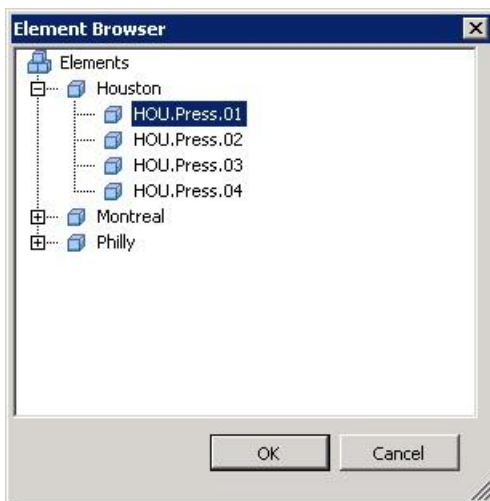 Element Browser
Elements
Houston
HOU.Press.01
HOU.Press.02
HOU.Press.03
HOU.Press.04
Montreal
Philly
OK Cancel